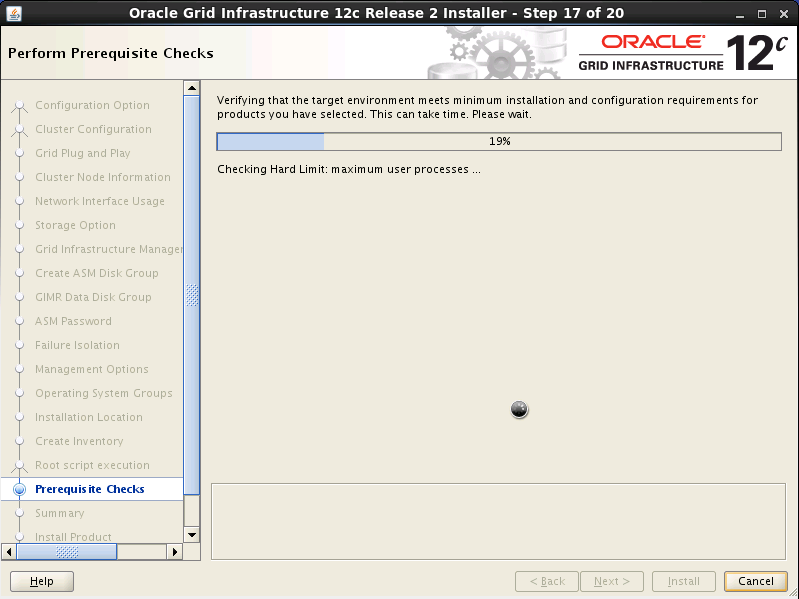 Oracle Grid Infrastructure 12c Release 2 Installer - Step 17 of 20
Perform Prerequisite Checks
ORACLE®
GRID INFRASTRUCTURE
12c
Configuration Option
Cluster Configuration
Grid Plug and Play
Cluster Node Information
Network Interface Usage
Storage Option
Grid Infrastructure Manager
Create ASM Disk Group
GIMR Data Disk Group
ASM Password
Failure Isolation
Management Options
Operating System Groups
Installation Location
Create Inventory
Root script execution
Prerequisite Checks
Summary
Install Product
Verifying that the target environment meets minimum installation and configuration requirements for
products you have selected. This can take time. Please wait.
19%
Checking Hard Limit: maximum user processes ...
Help
< Back
Next >
Install
Cancel